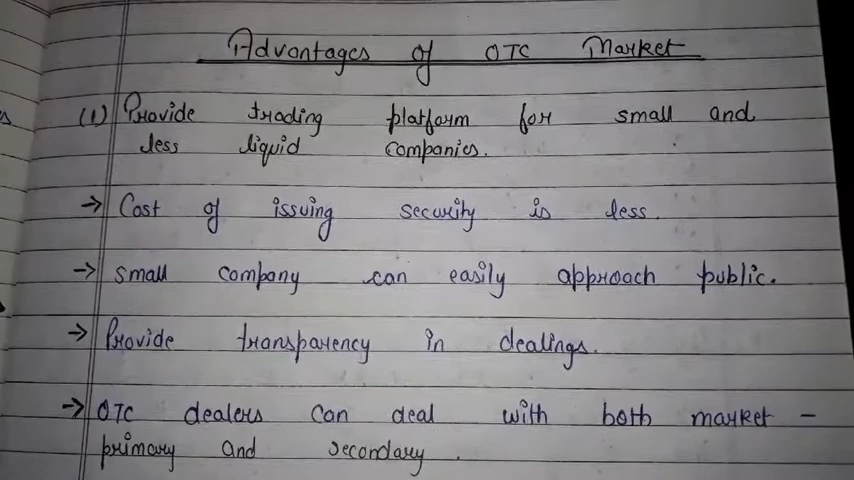 Advantages of OTC Market
(1) Provide trading platform for small and
less liquid companies.
→ Cost of issuing security is less.
→ small company can easily approach public.
→ Provide transparency in dealings.
→ OTC dealers can deal with both market -
primary and secondary.